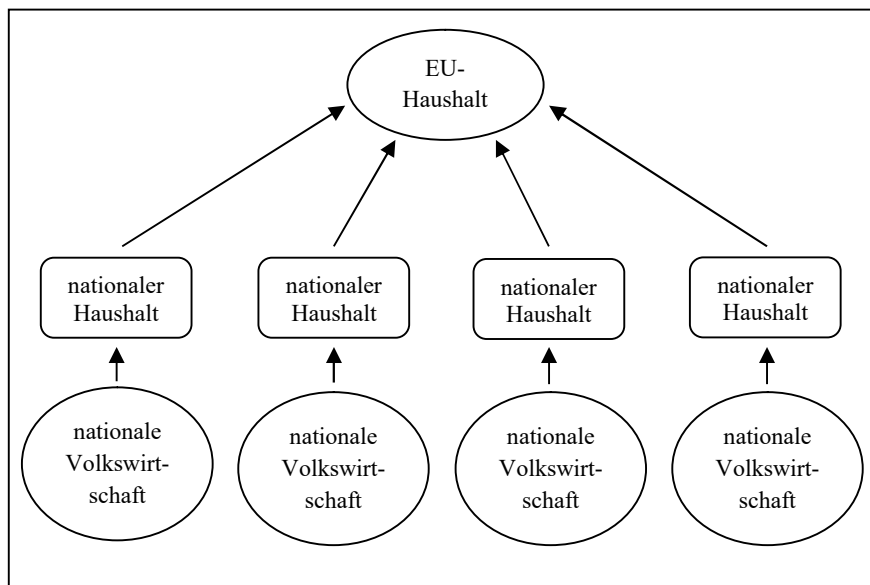 EU-
Haushalt
nationaler
Haushalt
nationaler
Haushalt
nationaler
Haushalt
nationaler
Haushalt
nationale
Volkswirt-
schaft
nationale
Volkswirt-
schaft
nationale
Volkswirt-
schaft
nationale
Volkswirt-
schaft